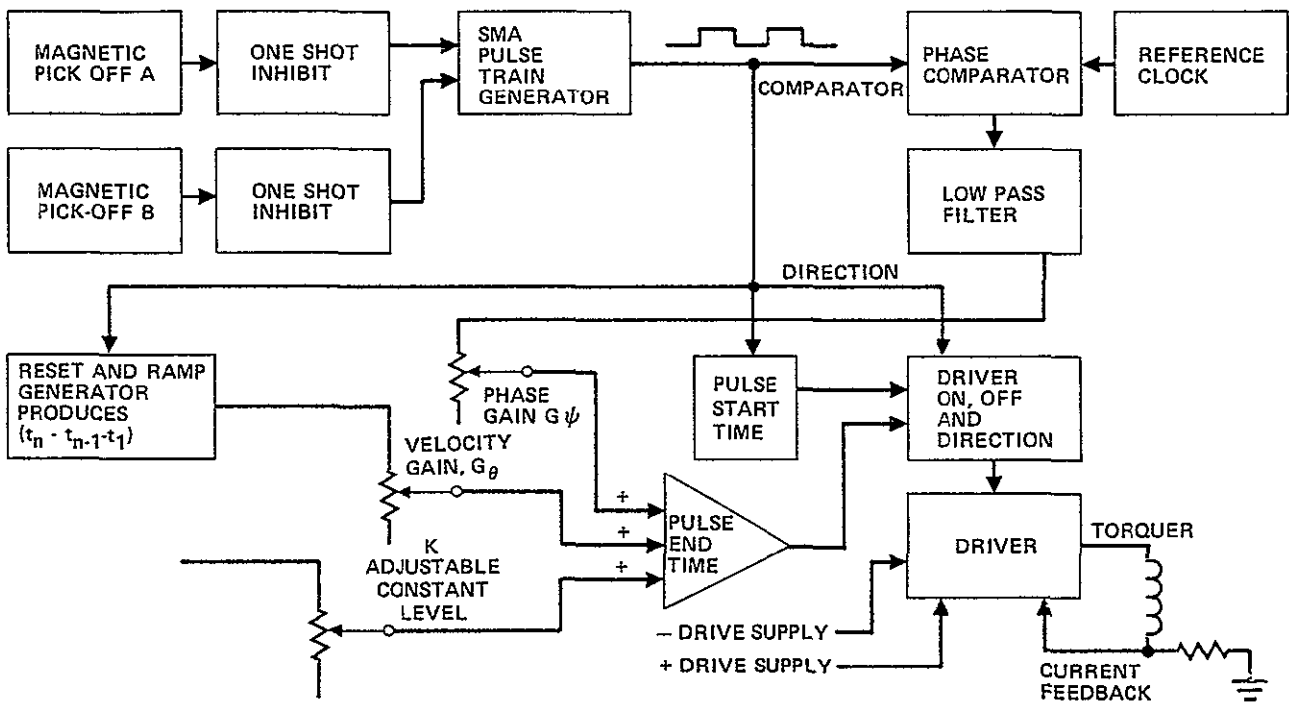 MAGNETIC
PICK OFF A
ONE SHOT
INHIBIT
SMA
PULSE
TRAIN
GENERATOR
COMPARATOR
PHASE
COMPARATOR
REFERENCE
CLOCK
MAGNETIC
PICK-OFF B
ONE SHOT
INHIBIT
LOW PASS
FILTER
DIRECTION
RESET AND RAMP
GENERATOR
PRODUCES
(tn - tn-1-t1)
PHASE
GAIN Gψ
PULSE
START
TIME
DRIVER
ON, OFF
AND
DIRECTION
VELOCITY
GAIN, Gθ
K
ADJUSTABLE
CONSTANT
LEVEL
+
+
+
PULSE
END
TIME
DRIVER
TORQUER
− DRIVE SUPPLY
+ DRIVE SUPPLY
CURRENT
FEEDBACK